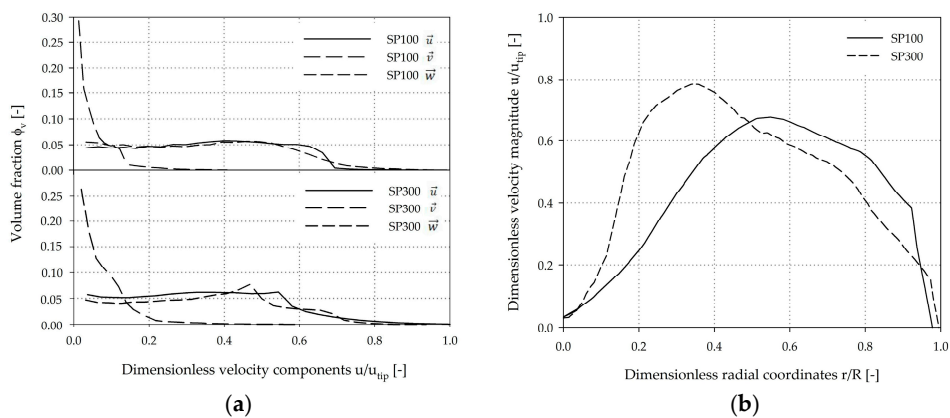 0.30
0.25
0.20
0.15
0.10
0.05
0.00
SP100 u⃗
SP100 v⃗
SP100 w⃗
0.25
0.20
0.15
0.10
0.05
0.00
SP300 u⃗
SP300 v⃗
SP300 w⃗
Volume fraction ϕv [-]
0.0 0.2 0.4 0.6 0.8 1.0
Dimensionless velocity components u/utip [-]
(a)
1.0
0.8
0.6
0.4
0.2
0.0
SP100
SP300
Dimensionless velocity magnitude u/utip [-]
0.0 0.2 0.4 0.6 0.8 1.0
Dimensionless radial coordinates r/R [-]
(b)